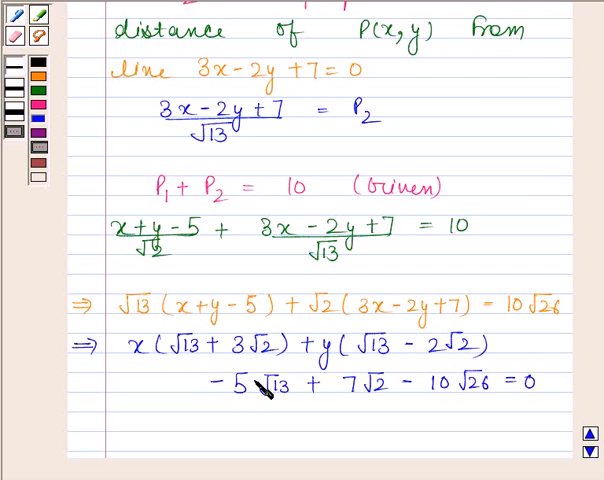 distance of P(x, y) from
line 3x - 2y + 7 = 0
3x - 2y + 7 / √13 = P₂
P₁ + P₂ = 10 (Given)
x + y - 5 / √2 + 3x - 2y + 7 / √13 = 10
⇒ √13 (x + y - 5) + √2 (3x - 2y + 7) = 10√26
⇒ x (√13 + 3√2) + y (√13 - 2√2)
- 5√13 + 7√2 - 10√26 = 0